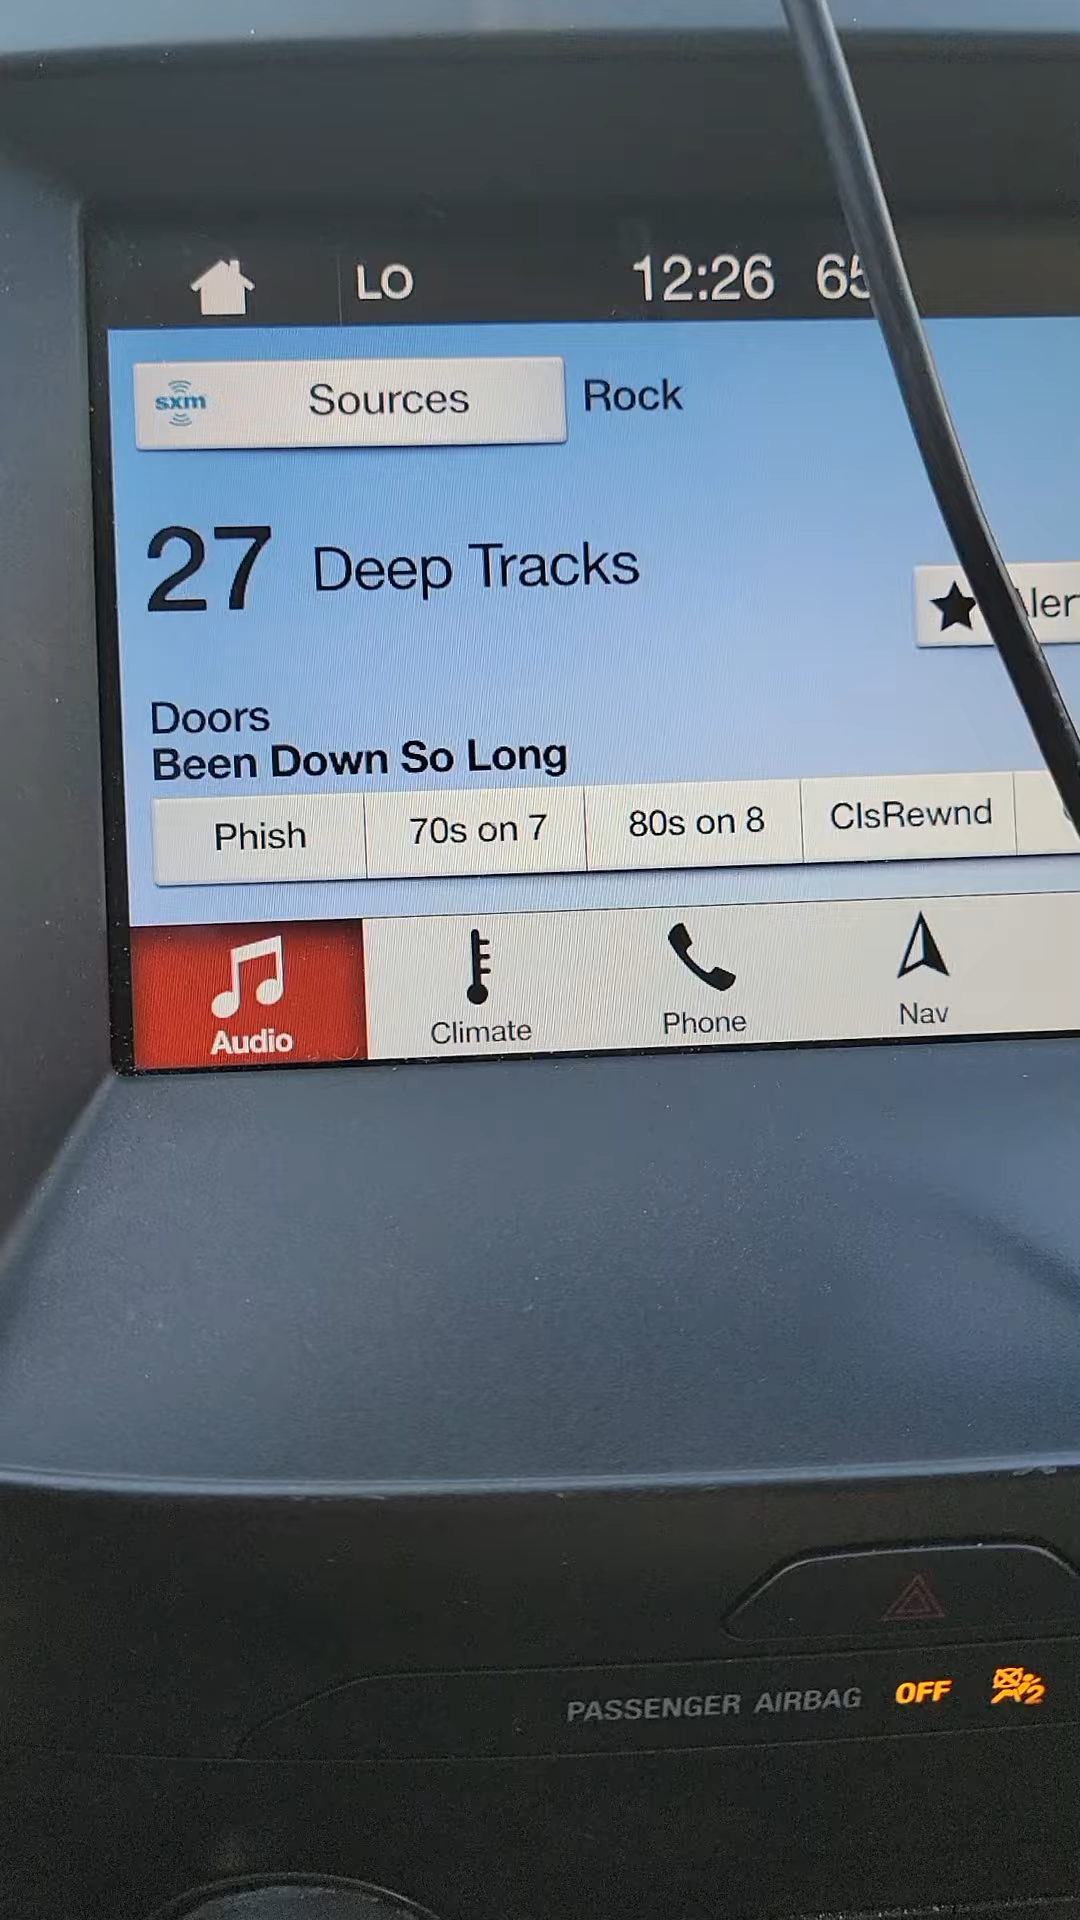 LO 12:26 65
sxm Sources Rock
27 Deep Tracks
Doors
Been Down So Long
Phish 70s on 7 80s on 8 ClsRewnd
Audio Climate Phone Nav
PASSENGER AIRBAG OFF